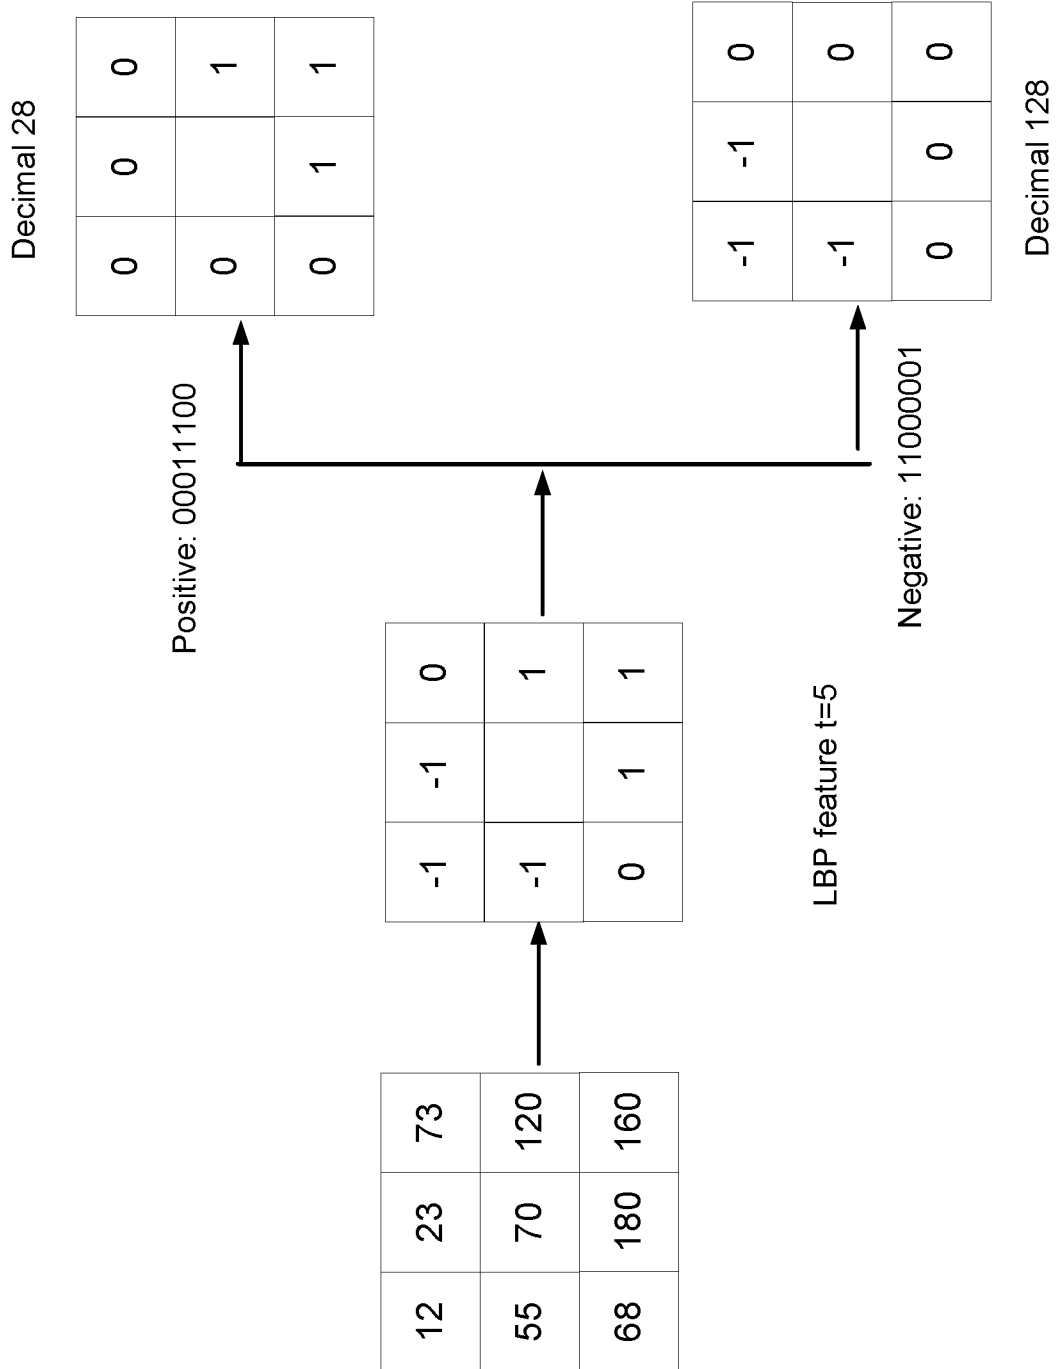 12 23 73
55 70 120
68 180 160
-1 -1 0
-1 1
0 1 1
LBP feature t=5
Positive: 00011100
Decimal 28
0 0 0
0 1
0 1 1
Negative: 11000001
-1 -1 0
-1 0
0 0 0
Decimal 128